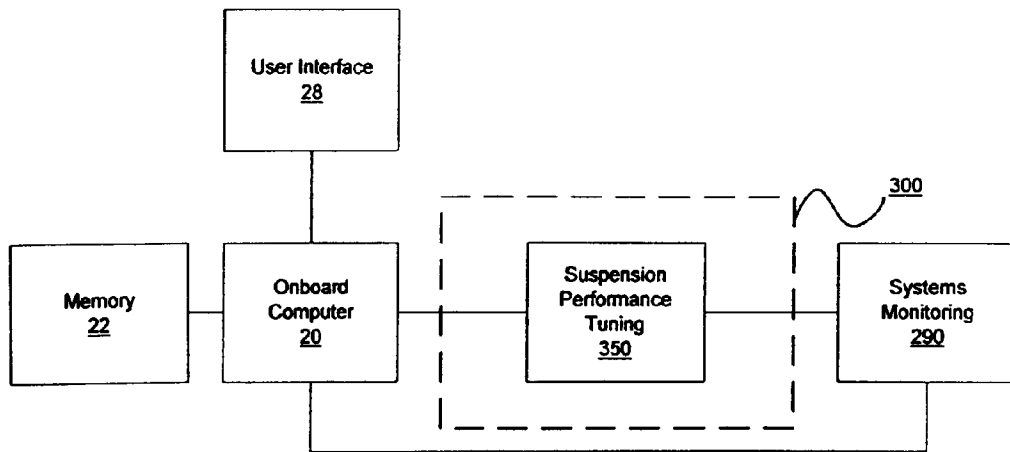 User Interface
28
300
Memory
22
Onboard
Computer
20
Suspension
Performance
Tuning
350
Systems
Monitoring
290